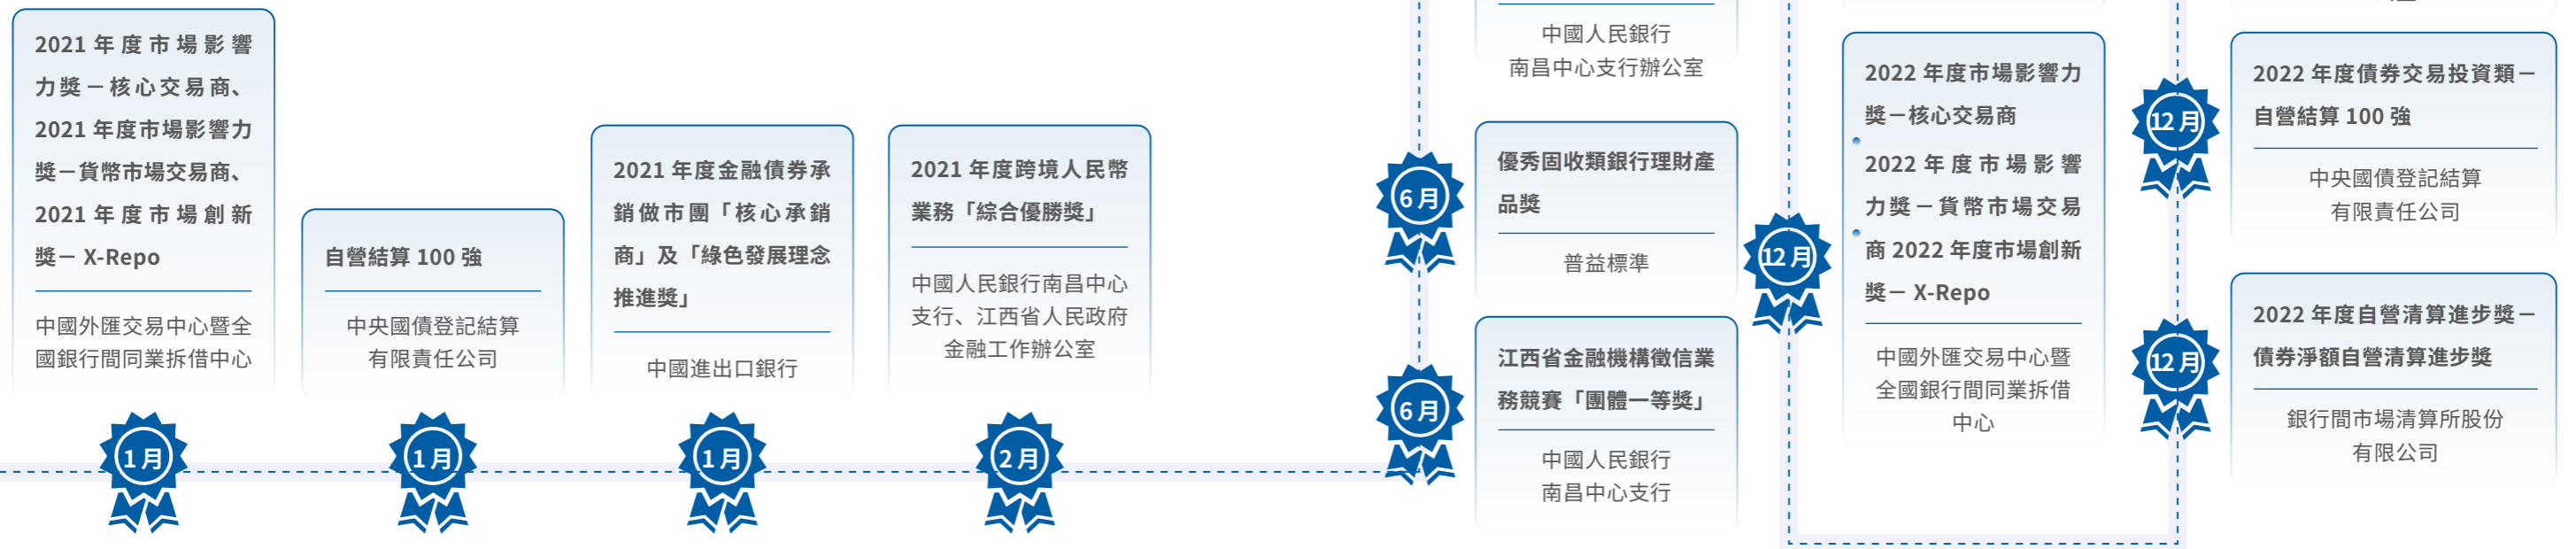 2021 年度市場影響
力獎－核心交易商、
2021 年度市場影響力
獎－貨幣市場交易商、
2021 年度市場創新
獎－ X-Repo
中國外匯交易中心暨全
國銀行間同業拆借中心
1 月
自營結算 100 強
中央國債登記結算
有限責任公司
1 月
2021 年度金融債券承
銷做市團「核心承銷
商」及「綠色發展理念
推進獎」
中國進出口銀行
1 月
2021 年度跨境人民幣
業務「綜合優勝獎」
中國人民銀行南昌中心
支行、江西省人民政府
金融工作辦公室
2 月
中國人民銀行
南昌中心支行辦公室
6 月
優秀固收類銀行理財產
品獎
普益標準
6 月
江西省金融機構徵信業
務競賽「團體一等獎」
中國人民銀行
南昌中心支行
12 月
2022 年度市場影響力
獎－核心交易商
2022 年度市場影響
力獎－貨幣市場交易
商 2022 年度市場創新
獎－ X-Repo
中國外匯交易中心暨
全國銀行間同業拆借
中心
12 月
2022 年度債券交易投資類－
自營結算 100 強
中央國債登記結算
有限責任公司
12 月
2022 年度自營清算進步獎－
債券淨額自營清算進步獎
銀行間市場清算所股份
有限公司